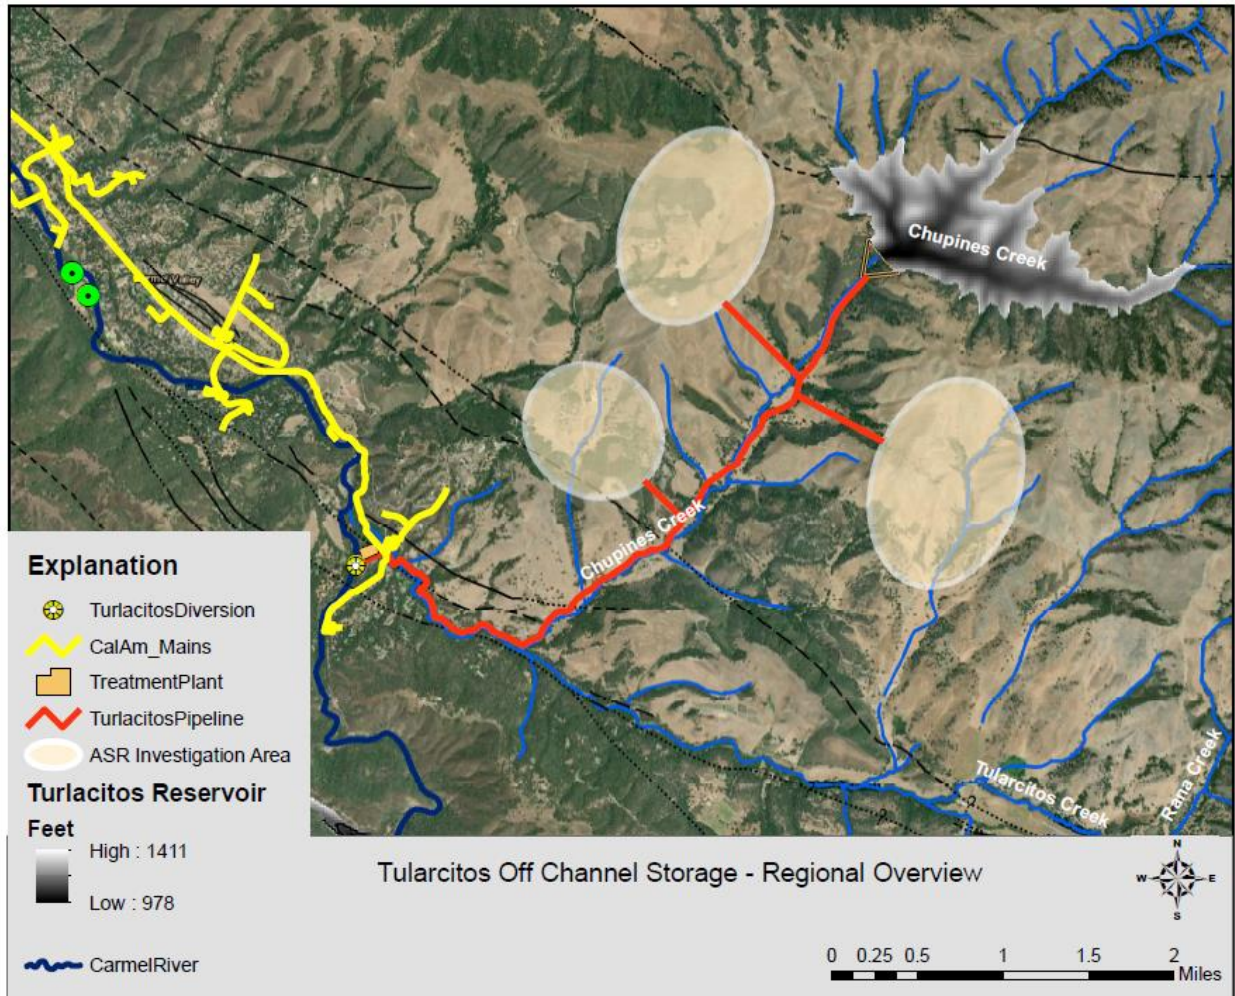 Chupines Creek
Valley
Chupines Creek
Tularcitos Creek
Rana Creek
?
?
Explanation
TurlacitosDiversion
CalAm_Mains
TreatmentPlant
TurlacitosPipeline
ASR Investigation Area
Turlacitos Reservoir
Feet
High : 1411
Low : 978
CarmelRiver
Tularcitos Off Channel Storage - Regional Overview
N
W E
S
0 0.25 0.5 1 1.5 2
Miles